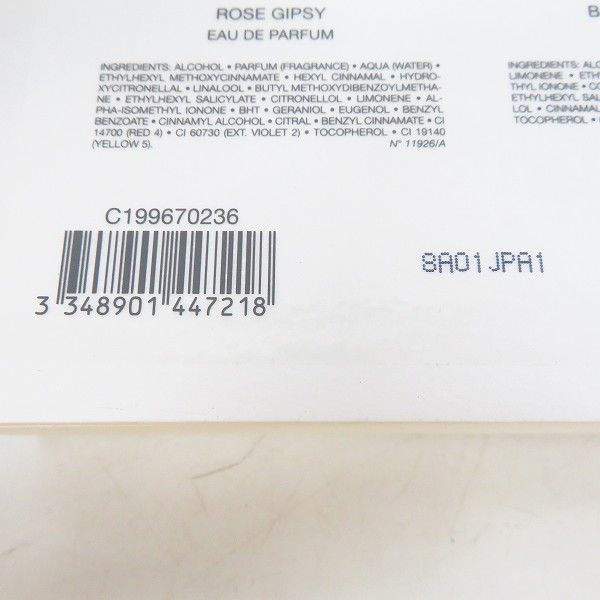 ROSE GIPSY
EAU DE PARFUM
INGREDIENTS: ALCOHOL • PARFUM (FRAGRANCE) • AQUA (WATER) •
ETHYLHEXYL METHOXYCINNAMATE • HEXYL CINNAMAL • HYDRO-
XYCITRONELLAL • LINALOOL • BUTYL METHOXYDIBENZOYLMETHA-
NE • ETHYLHEXYL SALICYLATE • CITRONELLOL • LIMONENE • AL-
PHA-ISOMETHYL IONONE • BHT • GERANIOL • EUGENOL • BENZYL
BENZOATE • CINNAMYL ALCOHOL • CITRAL • BENZYL CINNAMATE • CI
14700 (RED 4) • CI 60730 (EXT. VIOLET 2) • TOCOPHEROL • CI 19140
(YELLOW 5). N° 11926/A
B
INGREDIENTS: ALC
LIMONENE • ETH
THYL IONONE • CO
ETHYLHEXYL SAL
LOL • CINNAMAL
TOCOPHEROL •
C199670236
3 348901 447218
8A01JPA1